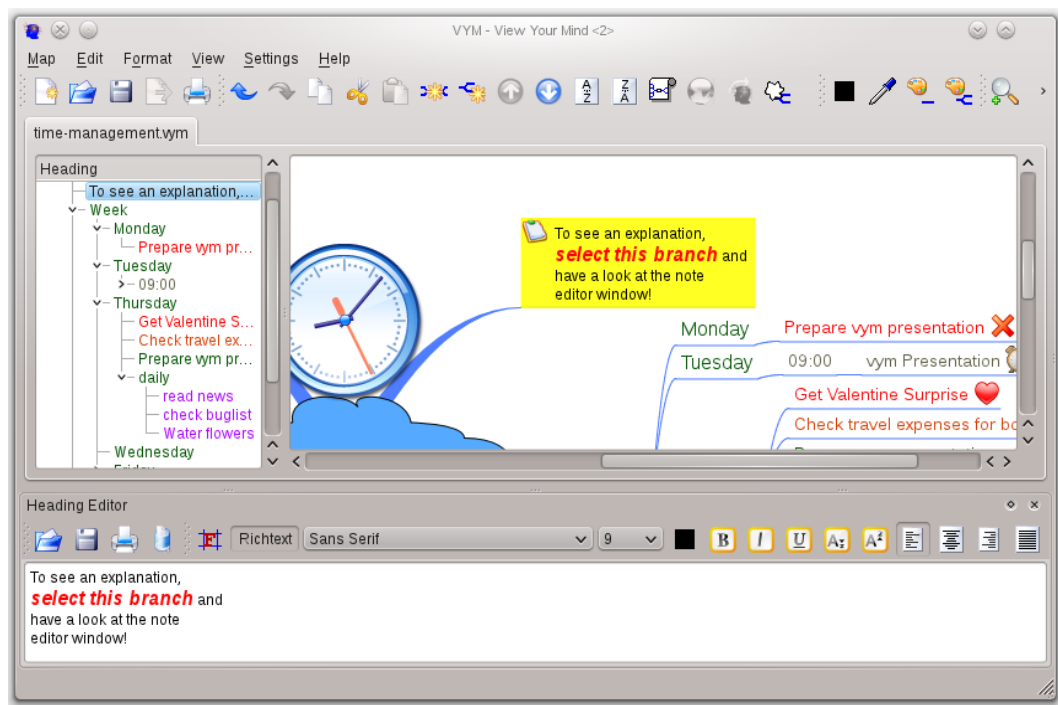 VYM - View Your Mind <2>
Map Edit Format View Settings Help
time-management.vym
Heading
To see an explanation,...
Week
Monday
Prepare vym pr...
Tuesday
09:00
Thursday
Get Valentine S...
Check travel ex...
Prepare vym pr...
daily
read news
check buglist
Water flowers
Wednesday
To see an explanation,
select this branch and
have a look at the note
editor window!
Monday Prepare vym presentation
Tuesday 09:00 vym Presentation
Get Valentine Surprise
Check travel expenses for bo
Heading Editor
Richtext Sans Serif 9
To see an explanation,
select this branch and
have a look at the note
editor window!